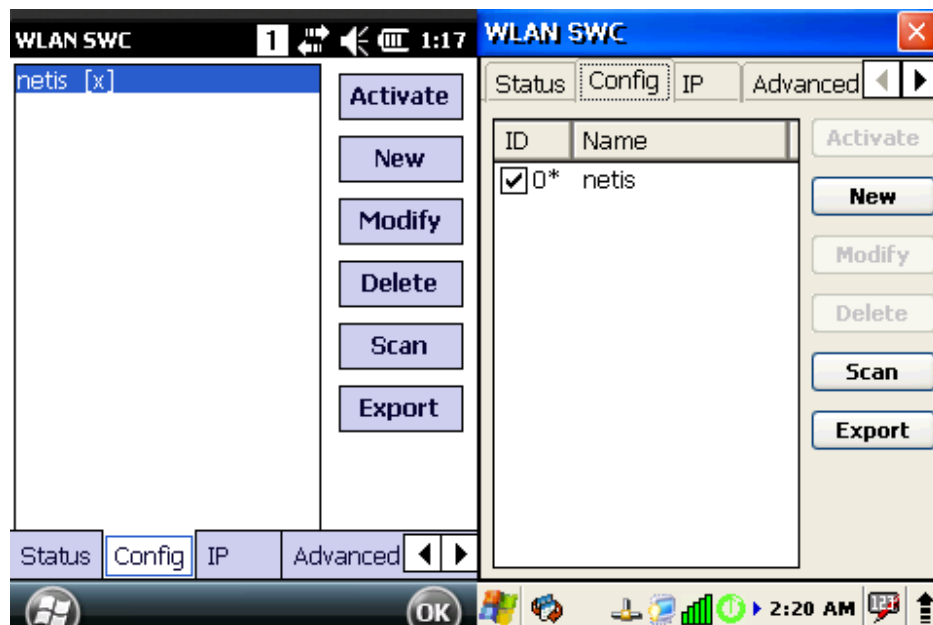 WLAN SWC 1 1:17
netis [x]
Activate
New
Modify
Delete
Scan
Export
Status Config IP Advanced
OK
WLAN SWC
Status Config IP Advanced
ID Name
0* netis
Activate
New
Modify
Delete
Scan
Export
2:20 AM 123